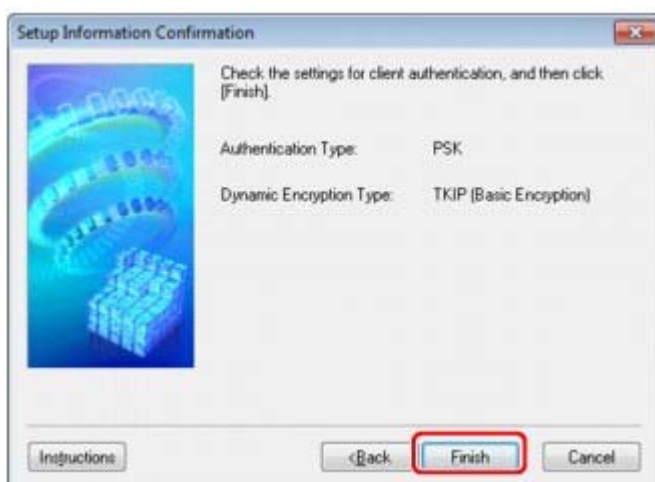 Setup Information Confirmation
Check the settings for client authentication, and then click
[Finish].
Authentication Type: PSK
Dynamic Encryption Type: TKIP (Basic Encryption)
Instructions <Back Finish Cancel